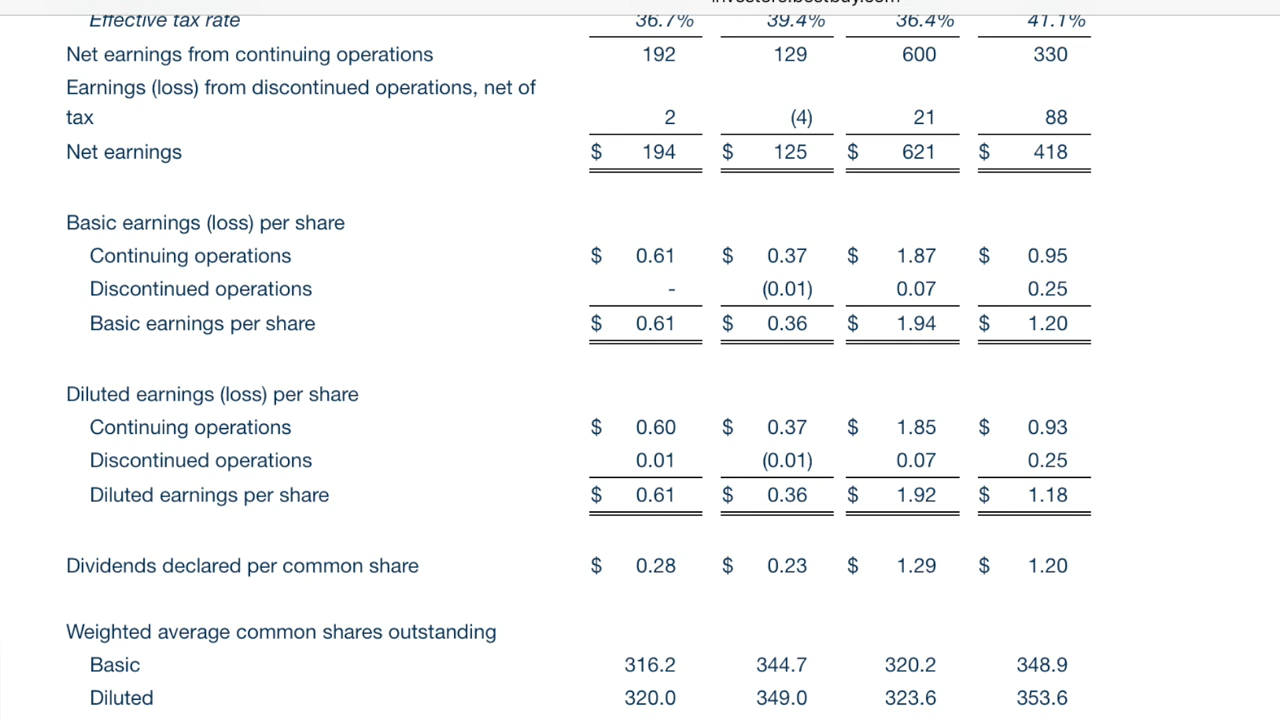 investors.bestbuy.com
Effective tax rate 36.7% 39.4% 36.4% 41.1%
Net earnings from continuing operations 192 129 600 330
Earnings (loss) from discontinued operations, net of
tax 2 (4) 21 88
Net earnings $ 194 $ 125 $ 621 $ 418
Basic earnings (loss) per share
Continuing operations $ 0.61 $ 0.37 $ 1.87 $ 0.95
Discontinued operations - (0.01) 0.07 0.25
Basic earnings per share $ 0.61 $ 0.36 $ 1.94 $ 1.20
Diluted earnings (loss) per share
Continuing operations $ 0.60 $ 0.37 $ 1.85 $ 0.93
Discontinued operations 0.01 (0.01) 0.07 0.25
Diluted earnings per share $ 0.61 $ 0.36 $ 1.92 $ 1.18
Dividends declared per common share $ 0.28 $ 0.23 $ 1.29 $ 1.20
Weighted average common shares outstanding
Basic 316.2 344.7 320.2 348.9
Diluted 320.0 349.0 323.6 353.6